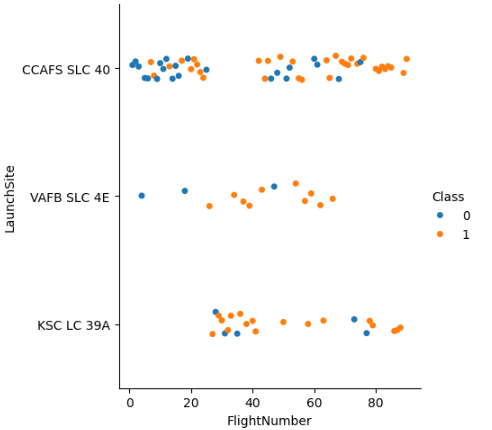 CCAFS SLC 40
VAFB SLC 4E
KSC LC 39A
LaunchSite
0 20 40 60 80
FlightNumber
Class
0
1